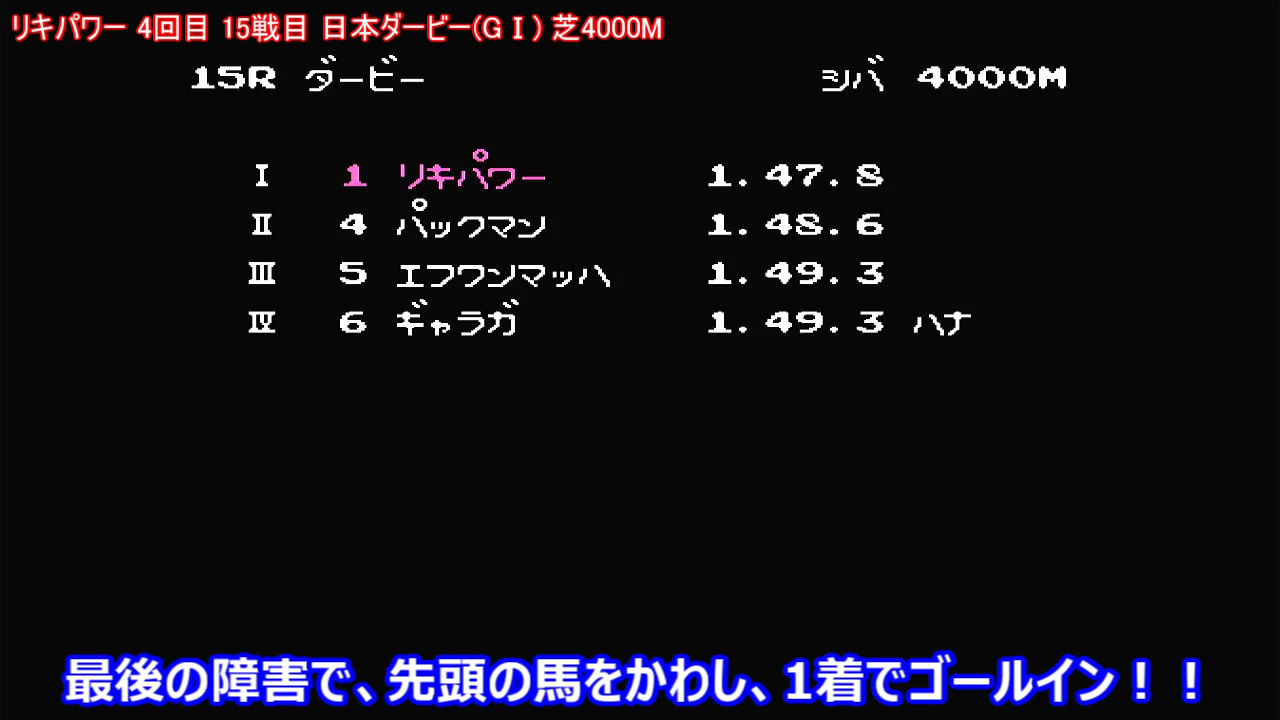 リキパワー 4回目 15戦目 日本ダービー(GⅠ) 芝4000M
15R ダービー シバ 4000M
Ⅰ 1 リキパワー 1.47.8
Ⅱ 4 パックマン 1.48.6
Ⅲ 5 エフワンマッハ 1.49.3
Ⅳ 6 ギャラガ 1.49.3 ハナ
最後の障害で、先頭の馬をかわし、1着でゴールイン！！